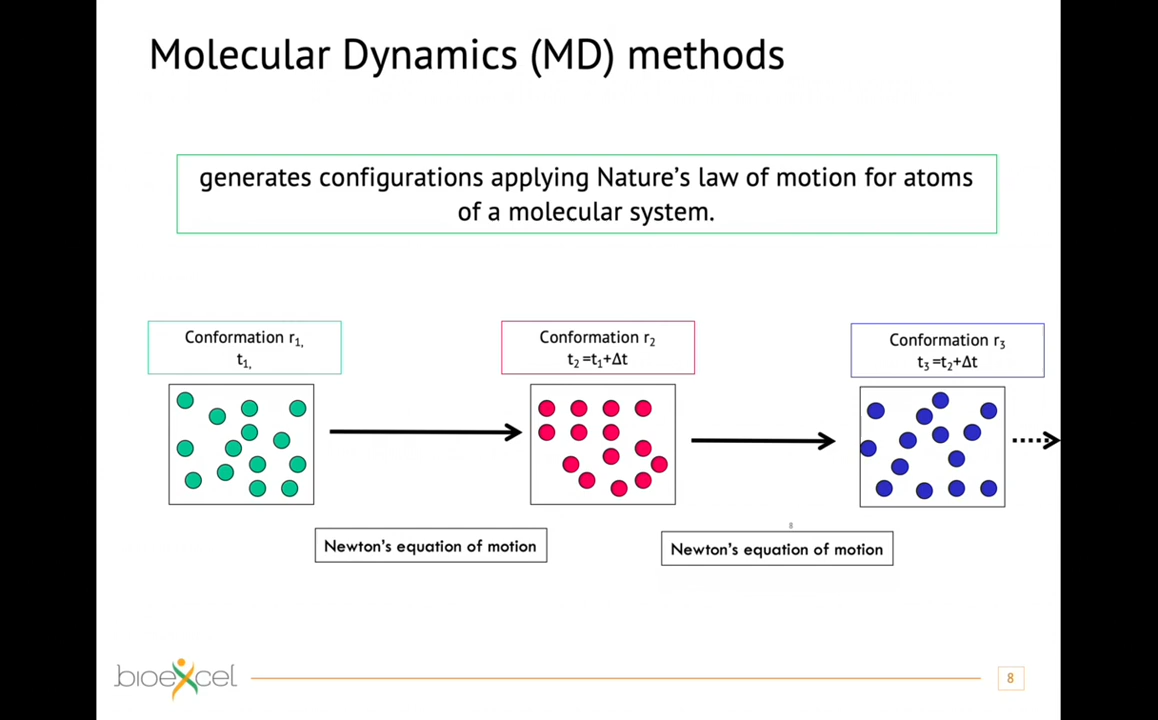 Molecular Dynamics (MD) methods
generates configurations applying Nature's law of motion for atoms
of a molecular system.
Conformation r₁,
t₁,
Conformation r₂
t₂ =t₁+Δt
Conformation r₃
t₃ =t₂+Δt
Newton's equation of motion
8
Newton's equation of motion
bioexcel
8